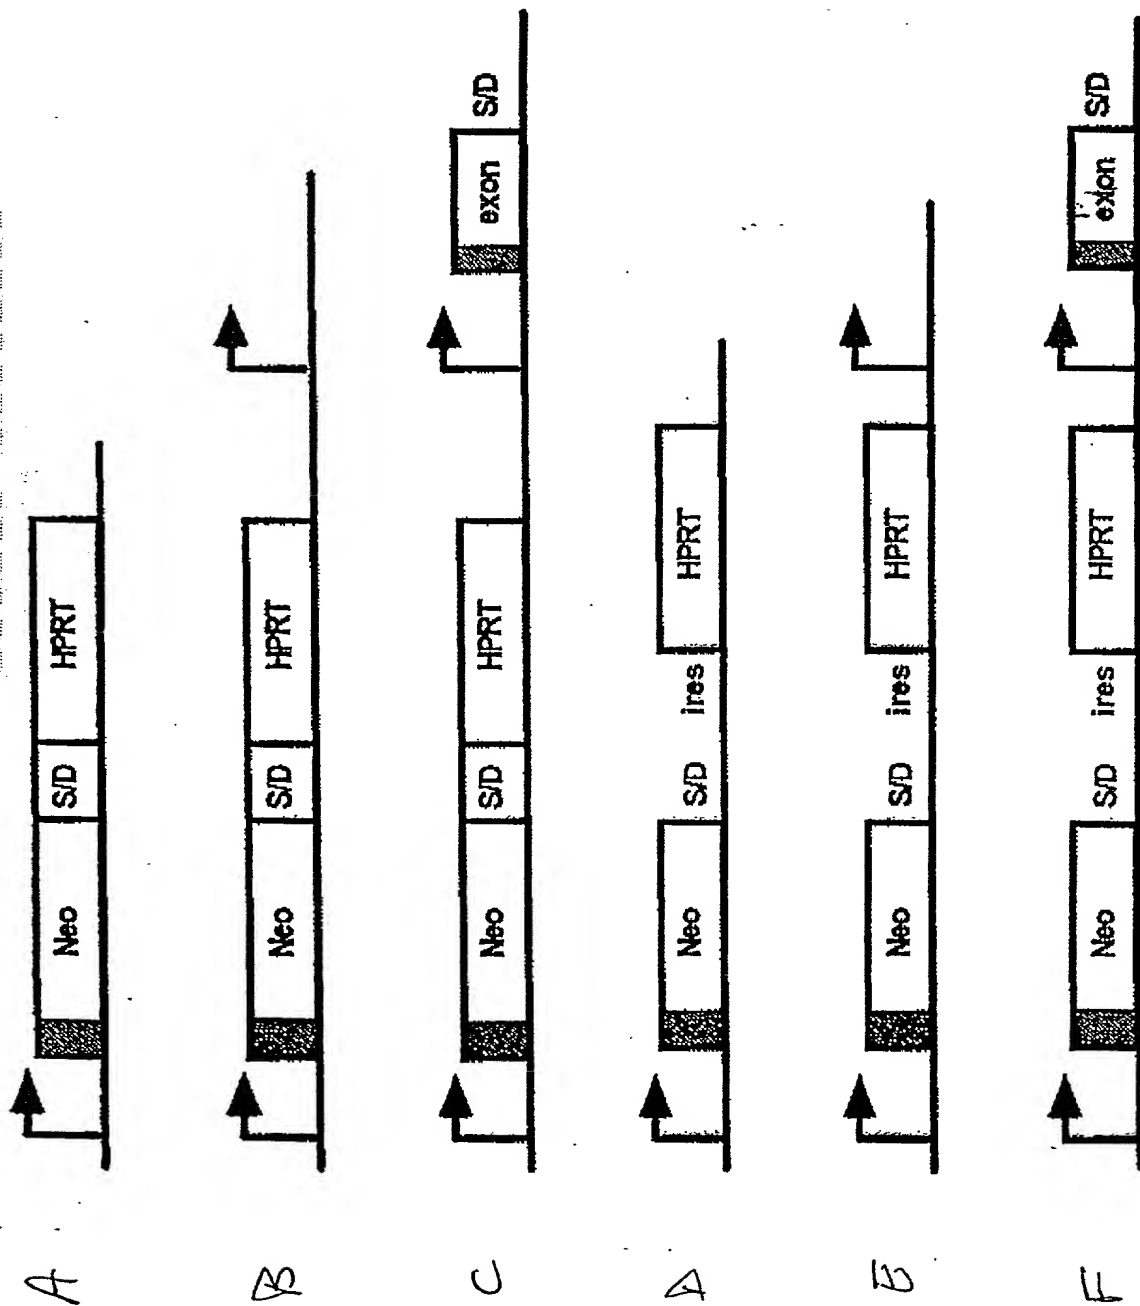 A Neo S/D HPRT
B Neo S/D HPRT
C Neo S/D HPRT exon S/D
D Neo S/D ires HPRT
E Neo S/D ires HPRT
F Neo S/D ires HPRT exon S/D